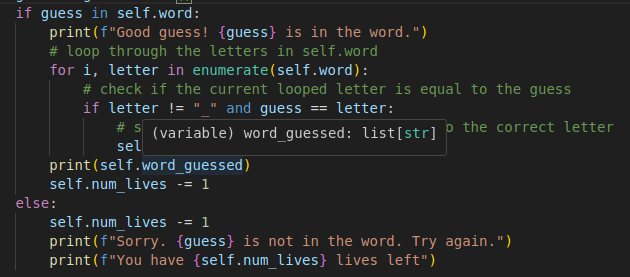 if guess in self.word:
    print(f"Good guess! {guess} is in the word.")
    # loop through the letters in self.word
    for i, letter in enumerate(self.word):
        # check if the current looped letter is equal to the guess
        if letter != "_" and guess == letter:
            # s o the correct letter
(variable) word_guessed: list[str]
            sel
    print(self.word_guessed)
    self.num_lives -= 1
else:
    self.num_lives -= 1
    print(f"Sorry. {guess} is not in the word. Try again.")
    print(f"You have {self.num_lives} lives left")